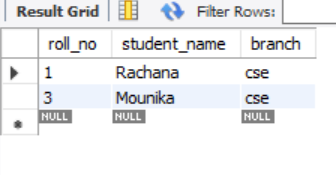 Result Grid Filter Rows:
roll_no student_name branch
1 Rachana cse
3 Mounika cse
NULL NULL NULL